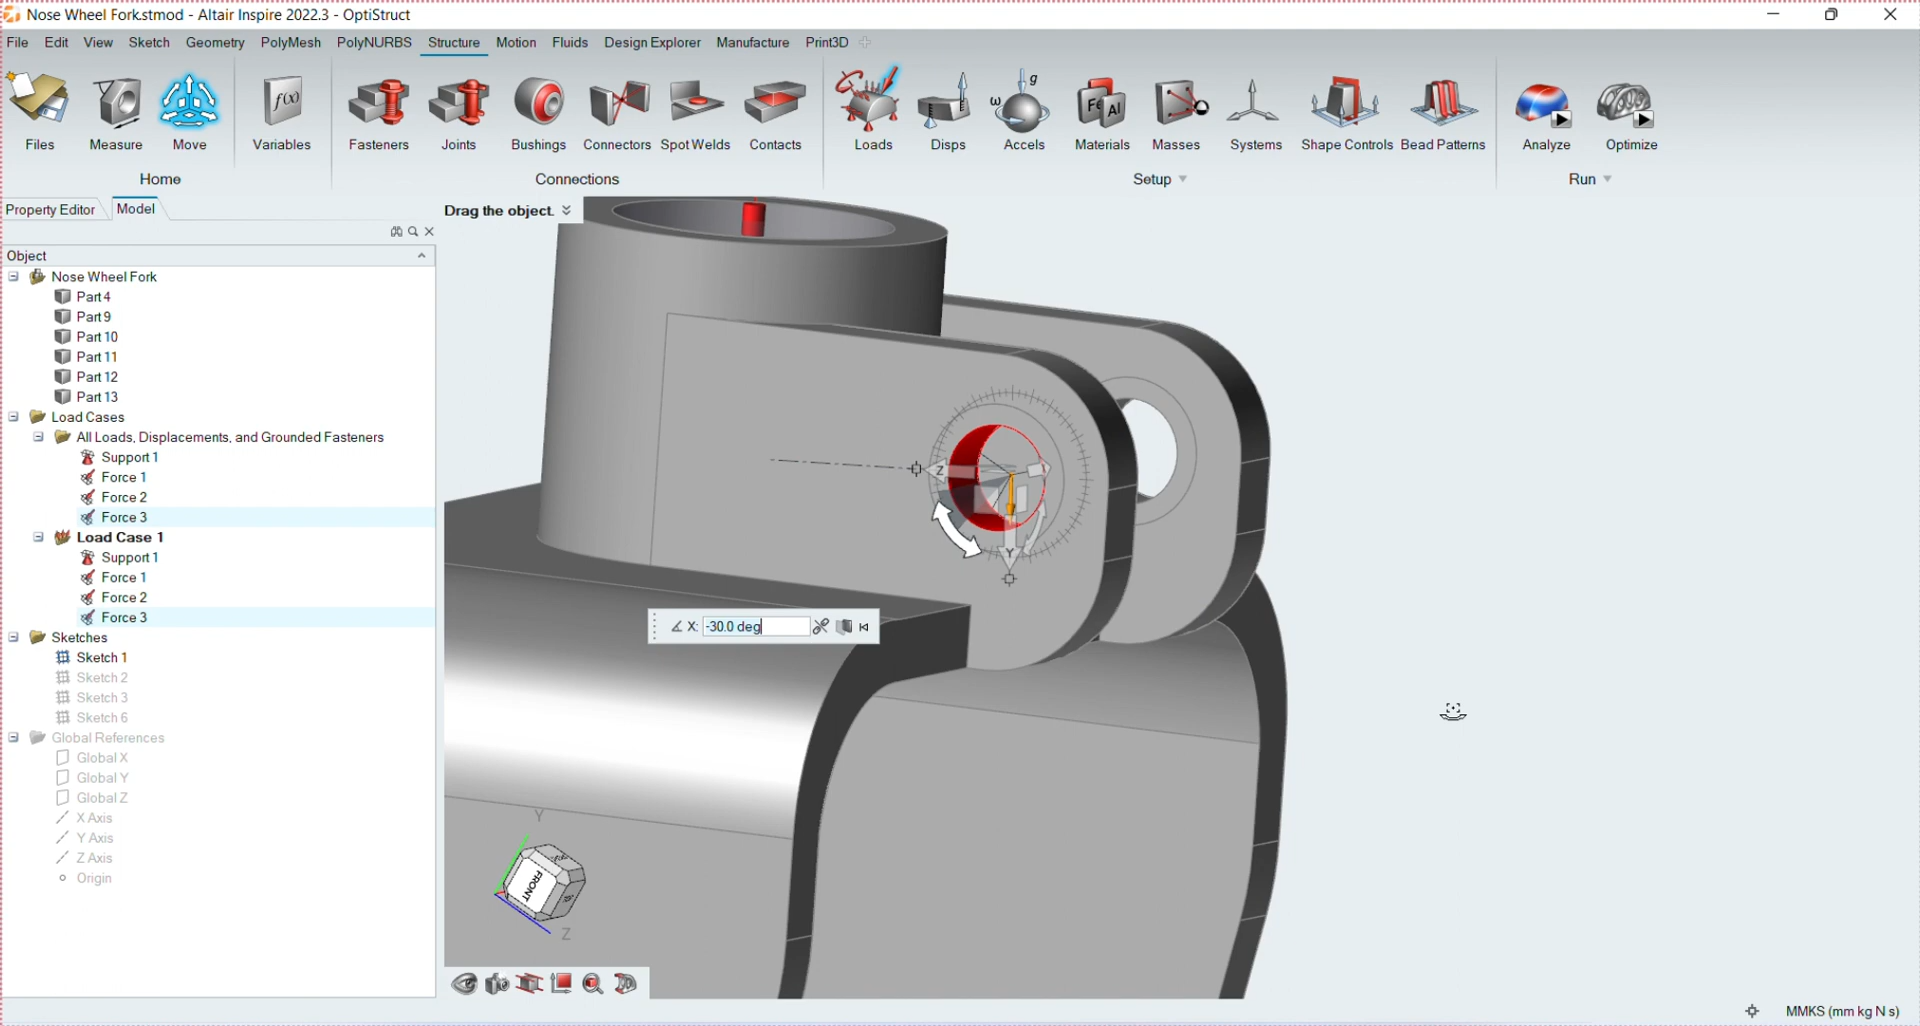 Nose Wheel Fork.stmod - Altair Inspire 2022.3 - OptiStruct
File Edit View Sketch Geometry PolyMesh PolyNURBS Structure Motion Fluids Design Explorer Manufacture Print3D
g
f(x)
ω
Fe Al
Files Measure Move Variables Fasteners Joints Bushings Connectors Spot Welds Contacts Loads Disps Accels Materials Masses Systems Shape Controls Bead Patterns Analyze Optimize
Home Connections Setup Run
Property Editor Model
Drag the object.
Object
Nose Wheel Fork
Part 4
Part 9
Part 10
Part 11
Part 12
Part 13
Load Cases
All Loads, Displacements, and Grounded Fasteners
Support 1
Force 1
Force 2
Force 3
Load Case 1
Support 1
Force 1
Force 2
Force 3
Sketches
Sketch 1
Sketch 2
Sketch 3
Sketch 6
Global References
Global X
Global Y
Global Z
X Axis
Y Axis
Z Axis
Origin
Z
Y
X: -30.0 deg
Y
FRONT
Z
MMKS (mm kg N s)